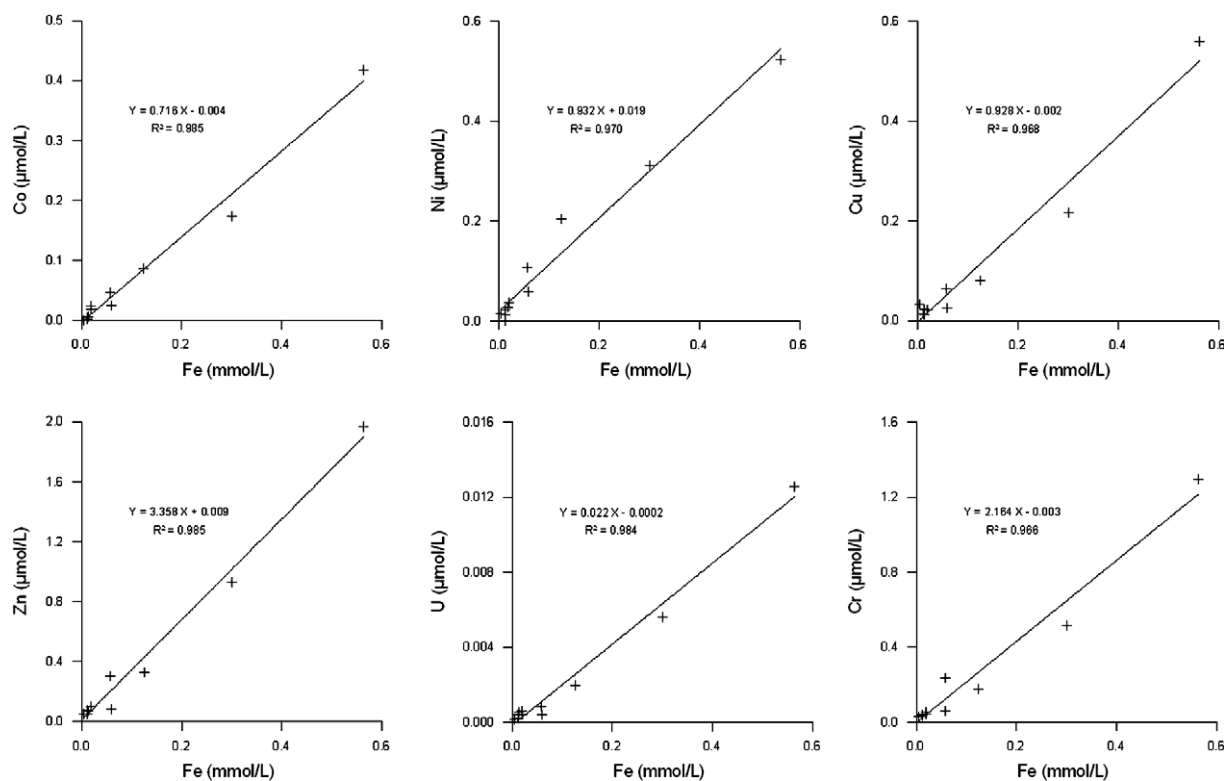 0.5
0.4
0.3
0.2
0.1
0.0
Co (µmol/L)
Y = 0.716 X - 0.004
R² = 0.985
0.0 0.2 0.4 0.6
Fe (mmol/L)
0.6
0.4
0.2
0.0
Ni (µmol/L)
Y = 0.932 X + 0.019
R² = 0.970
0.0 0.2 0.4 0.6
Fe (mmol/L)
0.6
0.4
0.2
0.0
Cu (µmol/L)
Y = 0.928 X - 0.002
R² = 0.968
0.0 0.2 0.4 0.6
Fe (mmol/L)
2.0
1.6
1.2
0.8
0.4
0.0
Zn (µmol/L)
Y = 3.358 X + 0.009
R² = 0.985
0.0 0.2 0.4 0.6
Fe (mmol/L)
0.016
0.012
0.008
0.004
0.000
U (µmol/L)
Y = 0.022 X - 0.0002
R² = 0.984
0.0 0.2 0.4 0.6
Fe (mmol/L)
1.6
1.2
0.8
0.4
0.0
Cr (µmol/L)
Y = 2.164 X - 0.003
R² = 0.966
0.0 0.2 0.4 0.6
Fe (mmol/L)